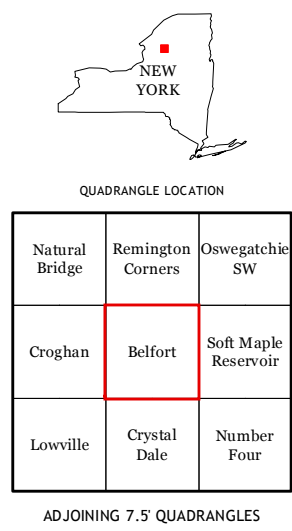 NEW
YORK
QUADRANGLE LOCATION
Natural
Bridge
Remington
Corners
Oswegatchie
SW
Croghan
Belfort
Soft Maple
Reservoir
Lowville
Crystal
Dale
Number
Four
ADJOINING 7.5' QUADRANGLES